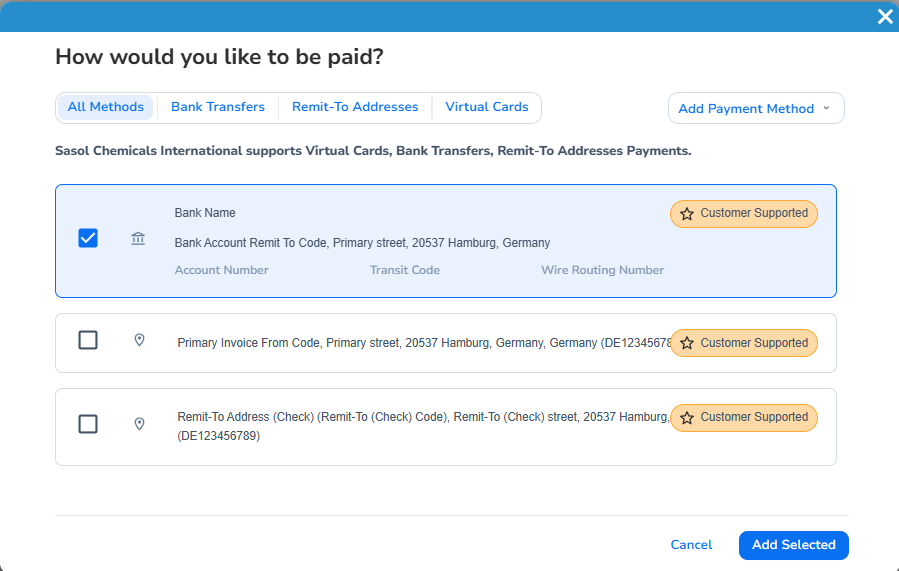 How would you like to be paid?
All Methods Bank Transfers Remit-To Addresses Virtual Cards Add Payment Method
Sasol Chemicals International supports Virtual Cards, Bank Transfers, Remit-To Addresses Payments.
Bank Name Customer Supported
Bank Account Remit To Code, Primary street, 20537 Hamburg, Germany
Account Number Transit Code Wire Routing Number
Primary Invoice From Code, Primary street, 20537 Hamburg, Germany, Germany (DE12345678 Customer Supported
Remit-To Address (Check) (Remit-To (Check) Code), Remit-To (Check) street, 20537 Hamburg, Customer Supported
(DE123456789)
Cancel Add Selected